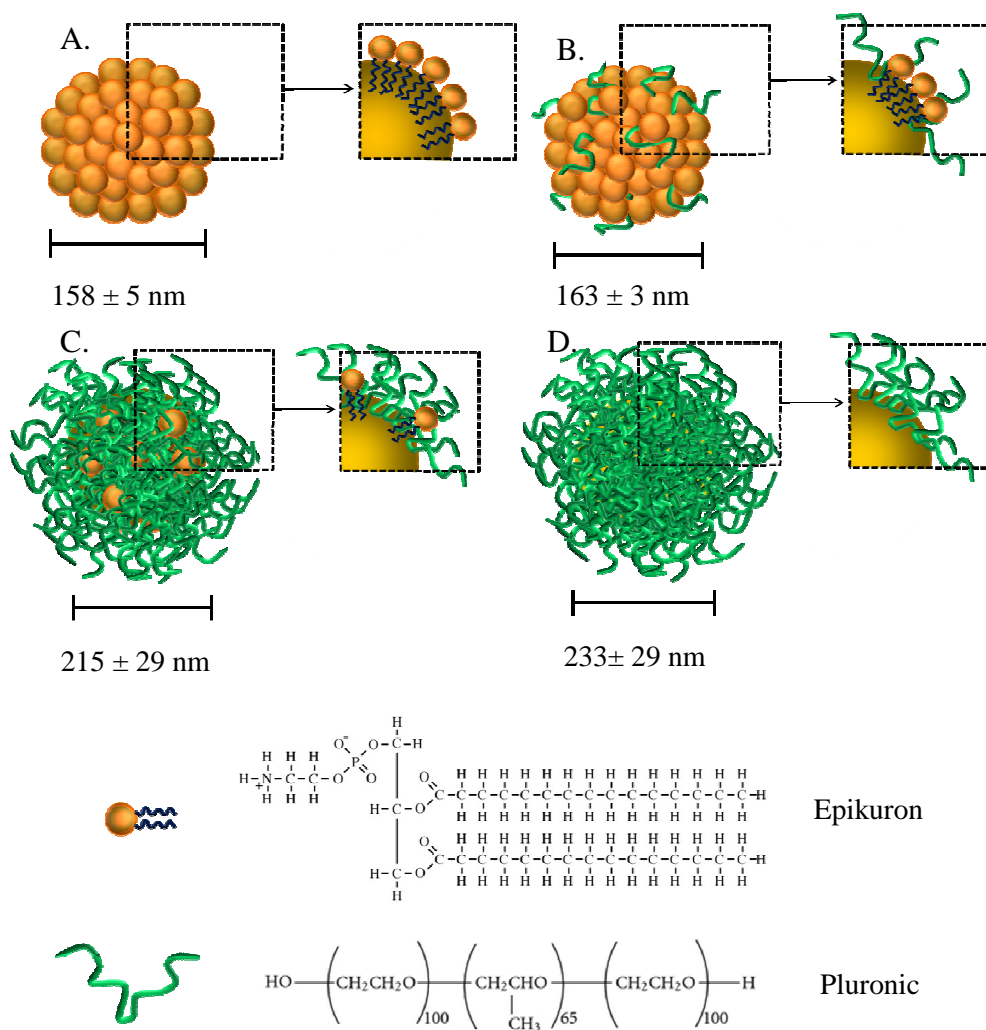 A.
B.
158 ± 5 nm
163 ± 3 nm
C.
D.
215 ± 29 nm
233± 29 nm
Epikuron
HO—(CH₂CH₂O)₁₀₀—(CH₂CHO)₆₅—(CH₂CH₂O)₁₀₀—H
CH₃
Pluronic